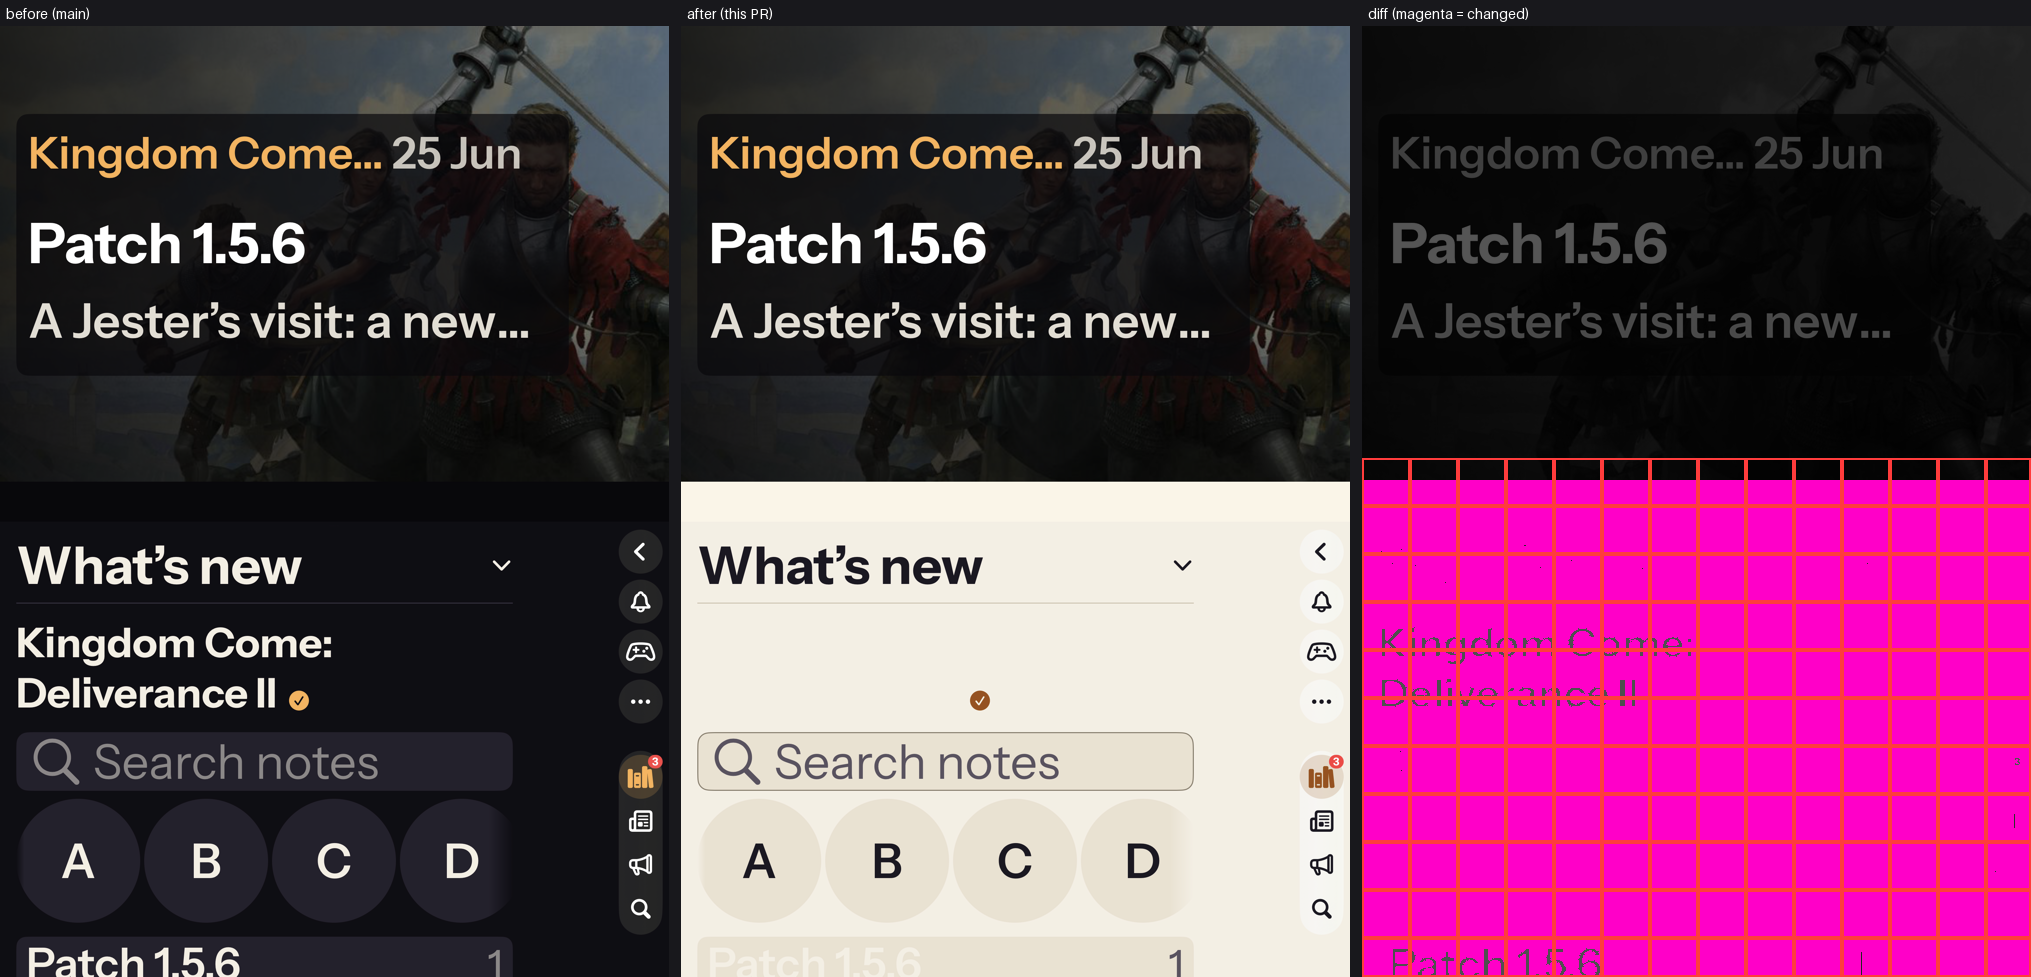 before (main)
Kingdom Come... 25 Jun
Patch 1.5.6
A Jester's visit: a new...
What's new
Kingdom Come:
Deliverance II
Search notes
3
A B C D
Patch 1.5.6 1
after (this PR)
Kingdom Come... 25 Jun
Patch 1.5.6
A Jester's visit: a new...
What's new
Search notes
3
A B C D
Patch 1.5.6 1
diff (magenta = changed)
Kingdom Come... 25 Jun
Patch 1.5.6
A Jester's visit: a new...
Kingdom Come:
Deliverance II
3
Patch 1.5.6